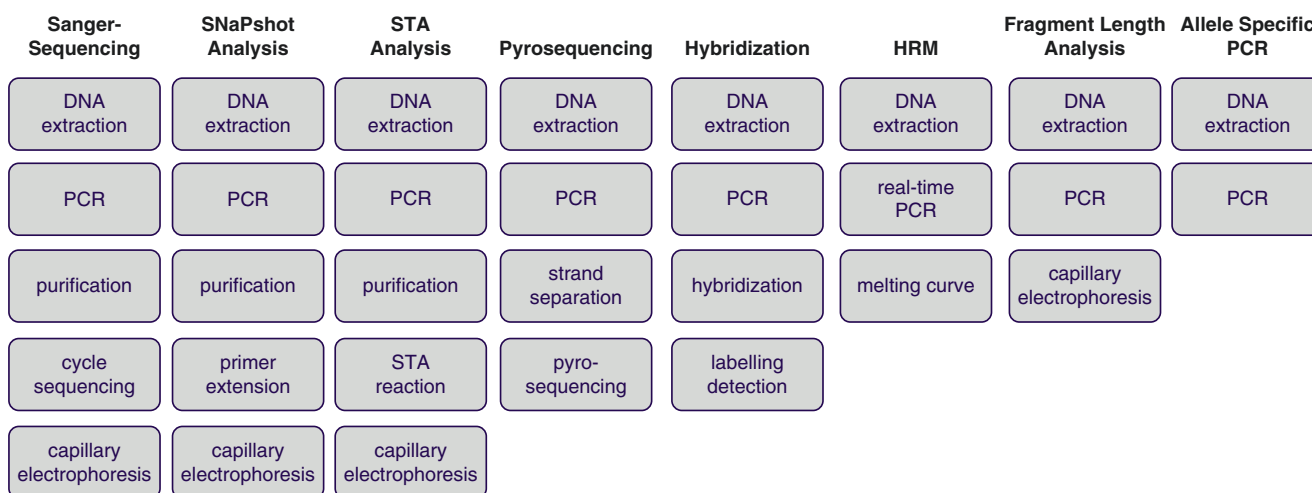 Sanger-
Sequencing
SNaPshot
Analysis
STA
Analysis
Pyrosequencing
Hybridization
HRM
Fragment Length
Analysis
Allele Specific
PCR
DNA
extraction
DNA
extraction
DNA
extraction
DNA
extraction
DNA
extraction
DNA
extraction
DNA
extraction
DNA
extraction
PCR
PCR
PCR
PCR
PCR
real-time
PCR
PCR
PCR
purification
purification
purification
strand
separation
hybridization
melting curve
capillary
electrophoresis
cycle
sequencing
primer
extension
STA
reaction
pyro-
sequencing
labelling
detection
capillary
electrophoresis
capillary
electrophoresis
capillary
electrophoresis